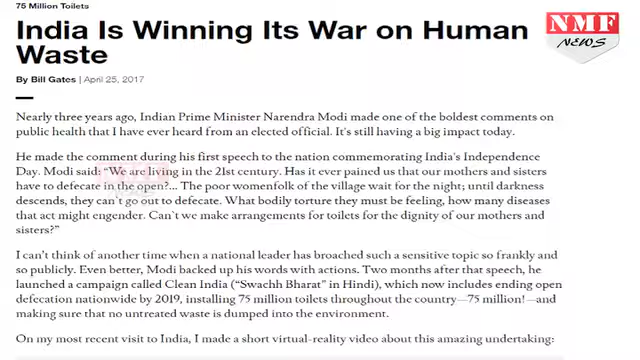 75 Million Toilets
India Is Winning Its War on Human
Waste
NMF
NEWS
By Bill Gates | April 25, 2017
Nearly three years ago, Indian Prime Minister Narendra Modi made one of the boldest comments on
public health that I have ever heard from an elected official. It's still having a big impact today.
He made the comment during his first speech to the nation commemorating India's Independence
Day. Modi said: “We are living in the 21st century. Has it ever pained us that our mothers and sisters
have to defecate in the open?... The poor womenfolk of the village wait for the night; until darkness
descends, they can't go out to defecate. What bodily torture they must be feeling, how many diseases
that act might engender. Can't we make arrangements for toilets for the dignity of our mothers and
sisters?”
I can't think of another time when a national leader has broached such a sensitive topic so frankly and
so publicly. Even better, Modi backed up his words with actions. Two months after that speech, he
launched a campaign called Clean India (“Swachh Bharat” in Hindi), which now includes ending open
defecation nationwide by 2019, installing 75 million toilets throughout the country—75 million!—and
making sure that no untreated waste is dumped into the environment.
On my most recent visit to India, I made a short virtual-reality video about this amazing undertaking:
NMF